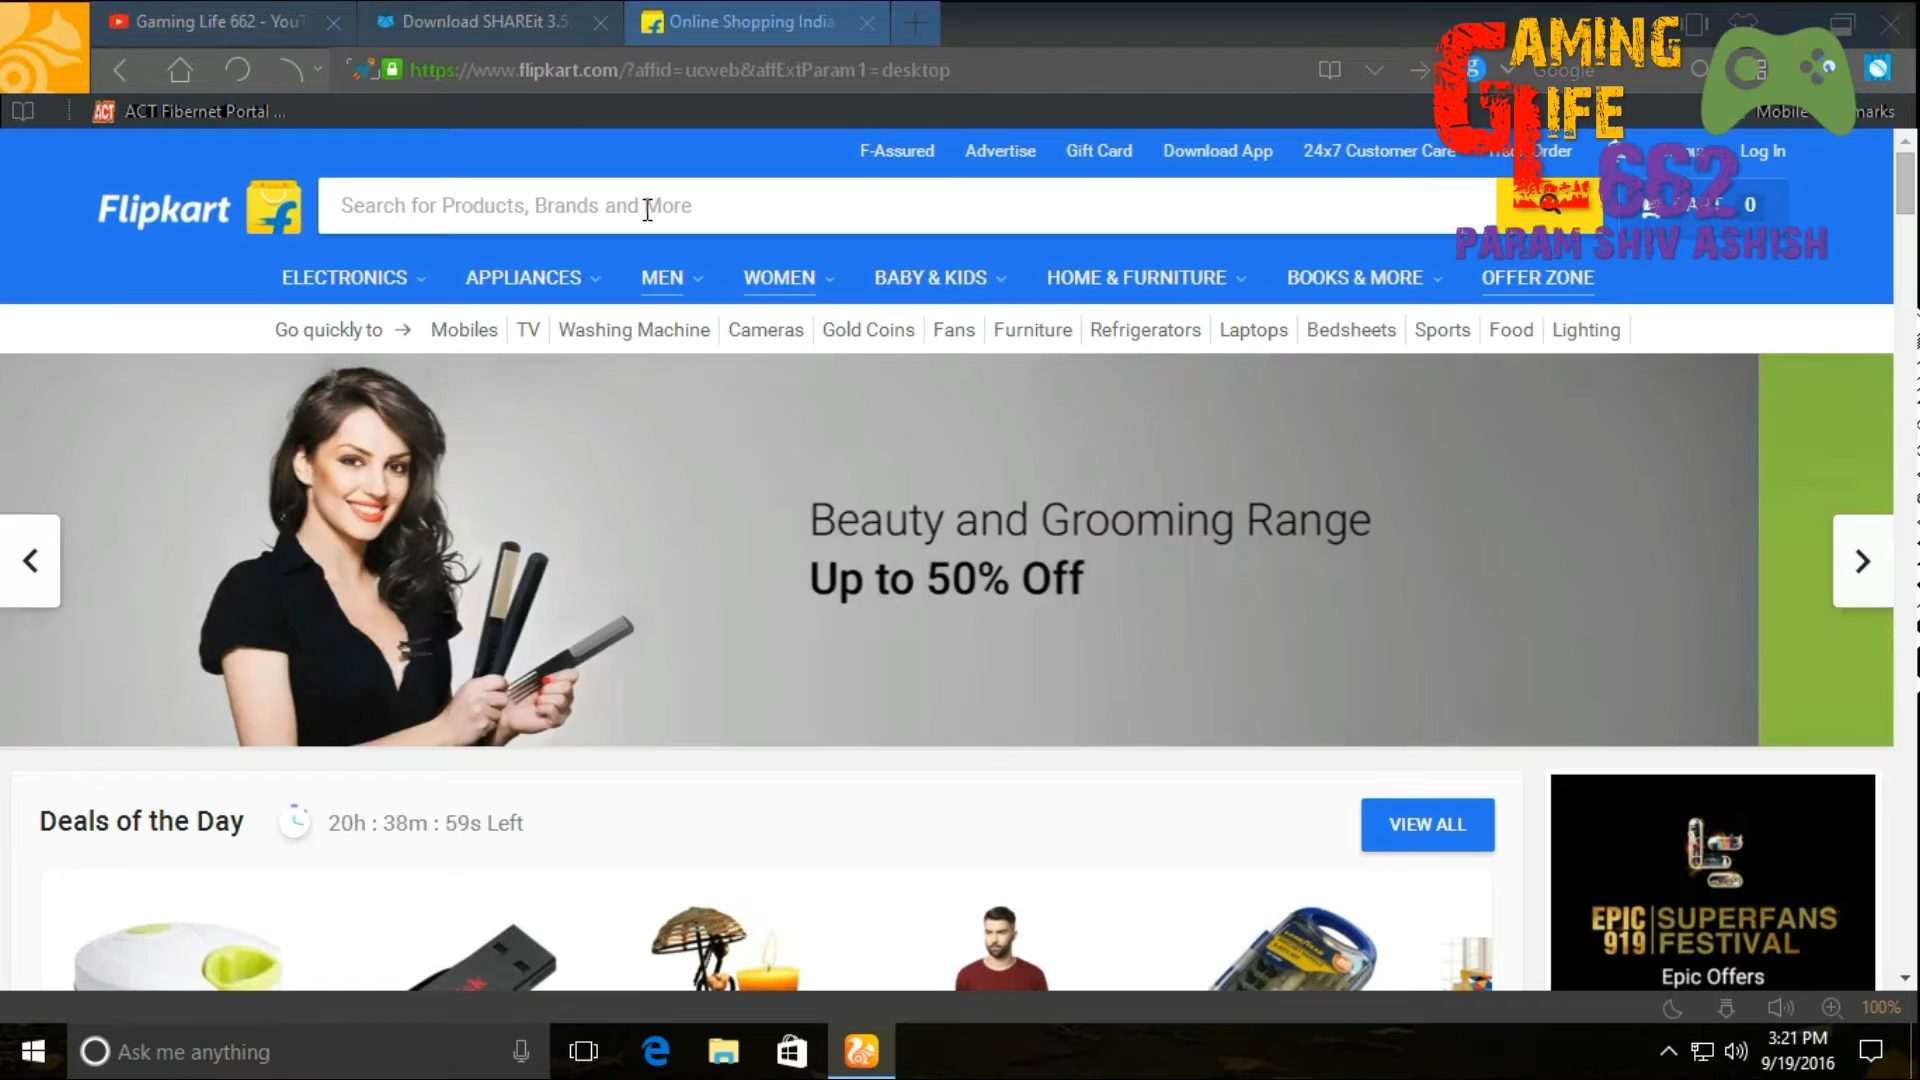 Gaming Life 662 - YouT
Download SHAREit 3.5
Online Shopping India
https://www.flipkart.com/?affid=ucweb&affExtParam1=desktop
Google
ACT Fibernet Portal ...
Mobile
GAMING
LIFE
662
PARAM SHIV ASHISH
F-Assured
Advertise
Gift Card
Download App
24x7 Customer Care
Order
Log In
Flipkart
Search for Products, Brands and More
0
ELECTRONICS
APPLIANCES
MEN
WOMEN
BABY & KIDS
HOME & FURNITURE
BOOKS & MORE
OFFER ZONE
Go quickly to → Mobiles TV Washing Machine Cameras Gold Coins Fans Furniture Refrigerators Laptops Bedsheets Sports Food Lighting
Beauty and Grooming Range
Up to 50% Off
Deals of the Day
20h : 38m : 59s Left
VIEW ALL
EPIC SUPERFANS
919 FESTIVAL
Epic Offers
100%
Ask me anything
3:21 PM
9/19/2016